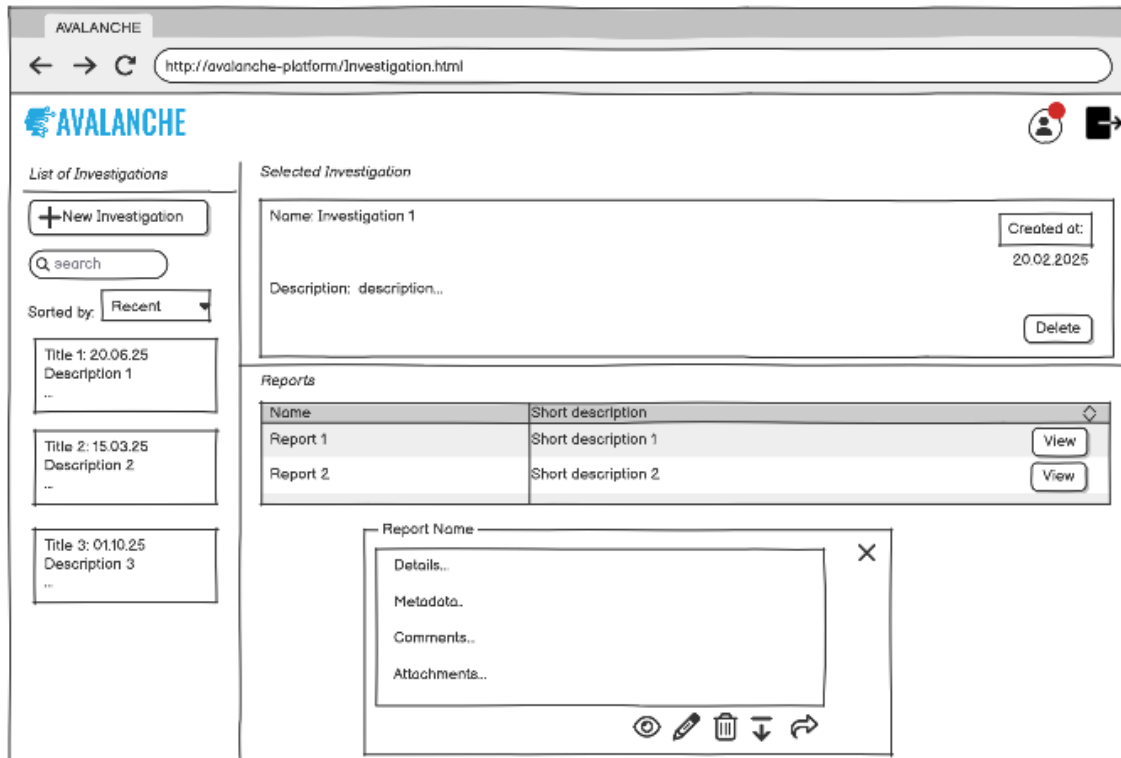 AVALANCHE
http://avalanche-platform/Investigation.html
AVALANCHE
List of Investigations
New Investigation
search
Sorted by: Recent
Title 1: 20.06.25
Description 1
...
Title 2: 15.03.25
Description 2
...
Title 3: 01.10.25
Description 3
...
Selected Investigation
Name: Investigation 1
Created at:
20.02.2025
Description: description...
Delete
Reports
Name Short description
Report 1 Short description 1 View
Report 2 Short description 2 View
Report Name
Details...
Metadata..
Comments...
Attachments...